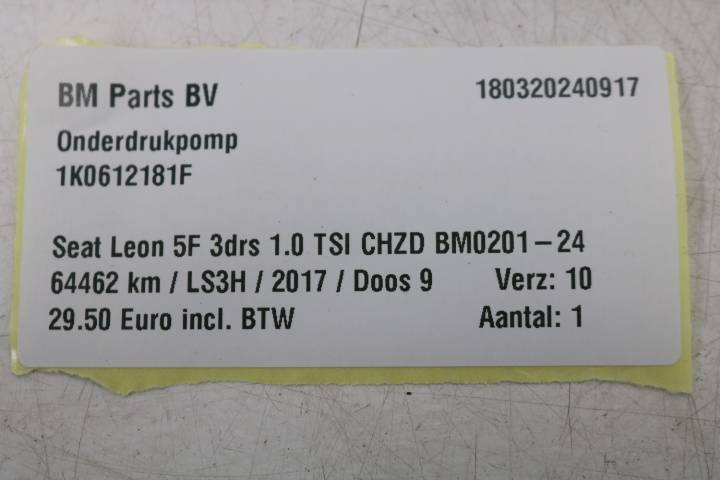 BM Parts BV 180320240917
Onderdrukpomp
1K0612181F
Seat Leon 5F 3drs 1.0 TSI CHZD BM0201-24
64462 km / LS3H / 2017 / Doos 9 Verz: 10
29.50 Euro incl. BTW Aantal: 1